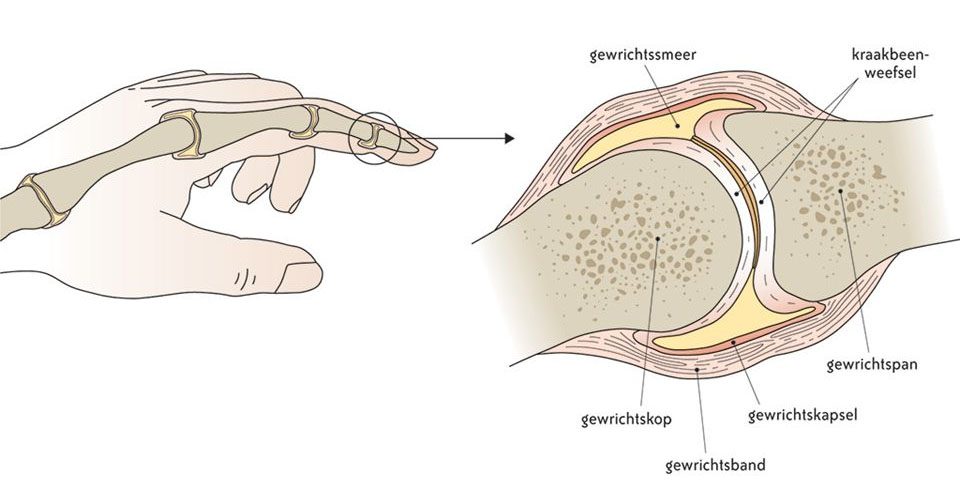 gewrichtssmeer
kraakbeen-
weefsel
gewrichtspan
gewrichtskapsel
gewrichtskop
gewrichtsband